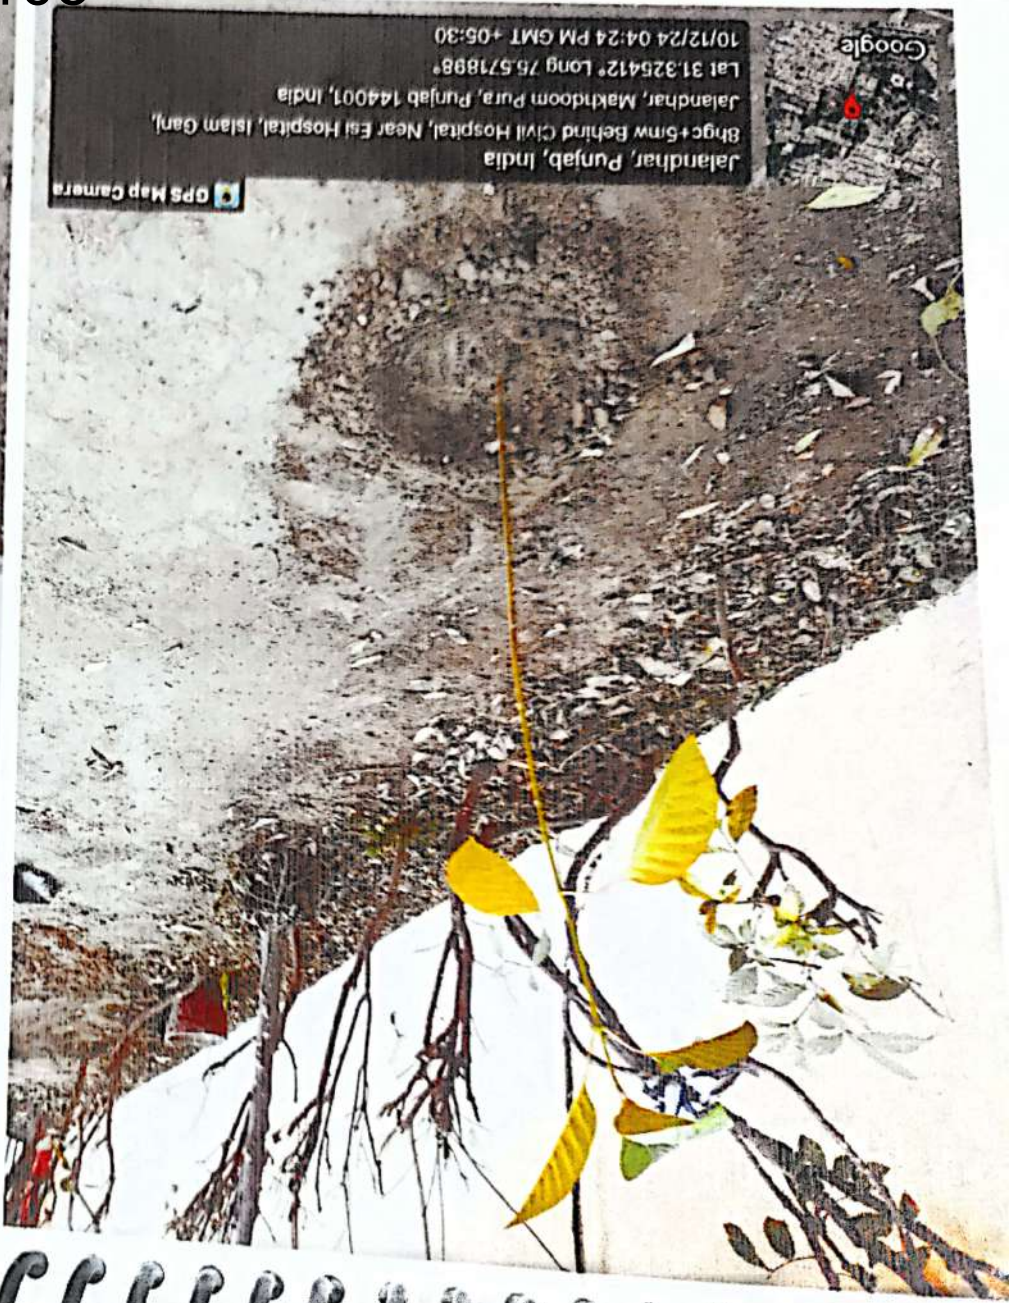 GPS Map Camera
Jalandhar, Punjab, India
8hgc+5mw Behind Civil Hospital, Near Esi Hospital, Islam Ganj,
Jalandhar, Makhdoom Pura, Punjab 144001, India
Lat 31.325412° Long 75.571898°
10/12/24 04:24 PM GMT +05:30
Google